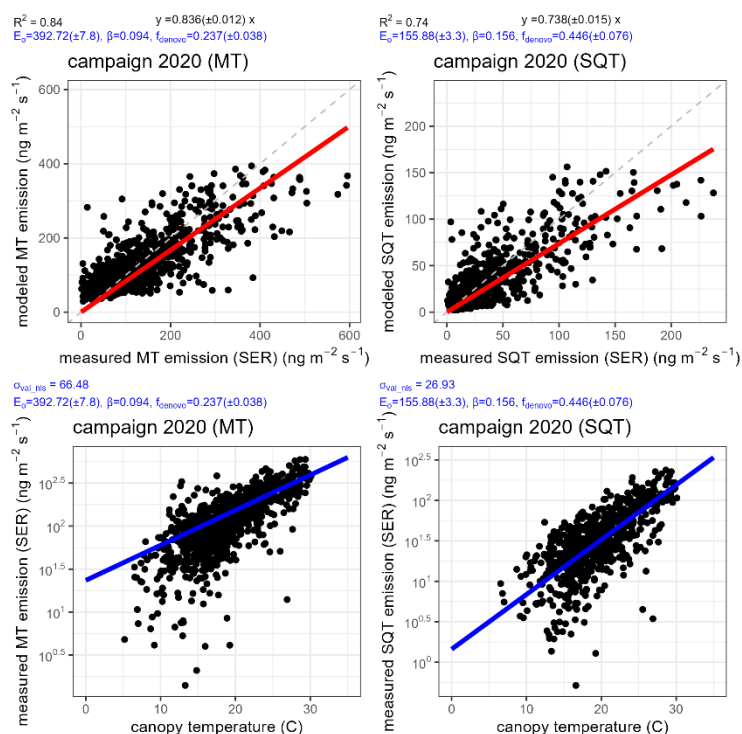 R² = 0.84 y =0.836(±0.012) x
E₀=392.72(±7.8), β=0.094, f_denovo=0.237(±0.038)
campaign 2020 (MT)
modeled MT emission (ng m⁻² s⁻¹)
600
400
200
0
0 200 400 600
measured MT emission (SER) (ng m⁻² s⁻¹)
R² = 0.74 y =0.738(±0.015) x
E₀=155.88(±3.3), β=0.156, f_denovo=0.446(±0.076)
campaign 2020 (SQT)
modeled SQT emission (ng m⁻² s⁻¹)
200
150
100
50
0
0 50 100 150 200
measured SQT emission (SER) (ng m⁻² s⁻¹)
σ_val_nls = 66.48
E₀=392.72(±7.8), β=0.094, f_denovo=0.237(±0.038)
campaign 2020 (MT)
measured MT emission (SER) (ng m⁻² s⁻¹)
10^2.5
10^2
10^1.5
10^1
10^0.5
0 10 20 30
canopy temperature (C)
σ_val_nls = 26.93
E₀=155.88(±3.3), β=0.156, f_denovo=0.446(±0.076)
campaign 2020 (SQT)
measured SQT emission (SER) (ng m⁻² s⁻¹)
10^2.5
10^2
10^1.5
10^1
10^0.5
10^0
0 10 20 30
canopy temperature (C)